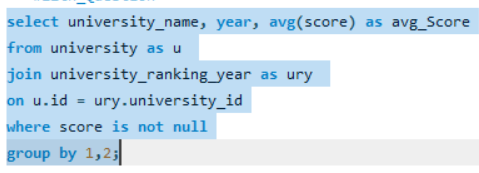 select university_name, year, avg(score) as avg_Score
from university as u
join university_ranking_year as ury
on u.id = ury.university_id
where score is not null
group by 1,2;